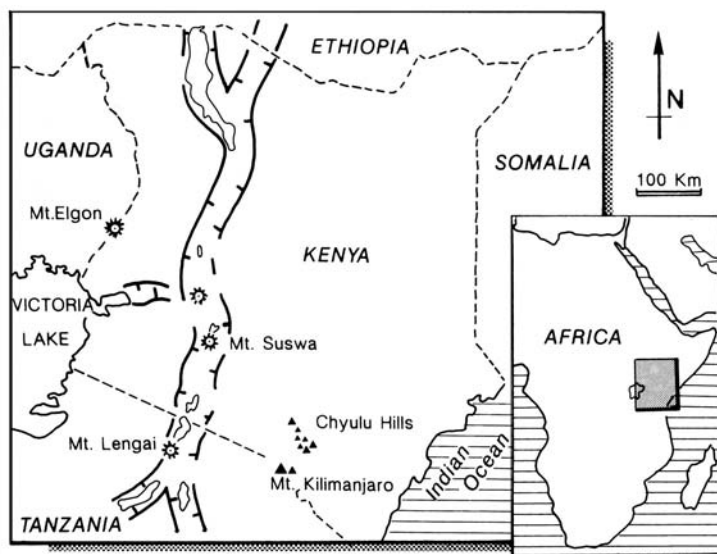 ETHIOPIA
N
UGANDA
SOMALIA
100 Km
Mt.Elgon
KENYA
VICTORIA
LAKE
AFRICA
Mt. Suswa
Chyulu Hills
Mt. Lengai
Mt. Kilimanjaro
Indian Ocean
TANZANIA